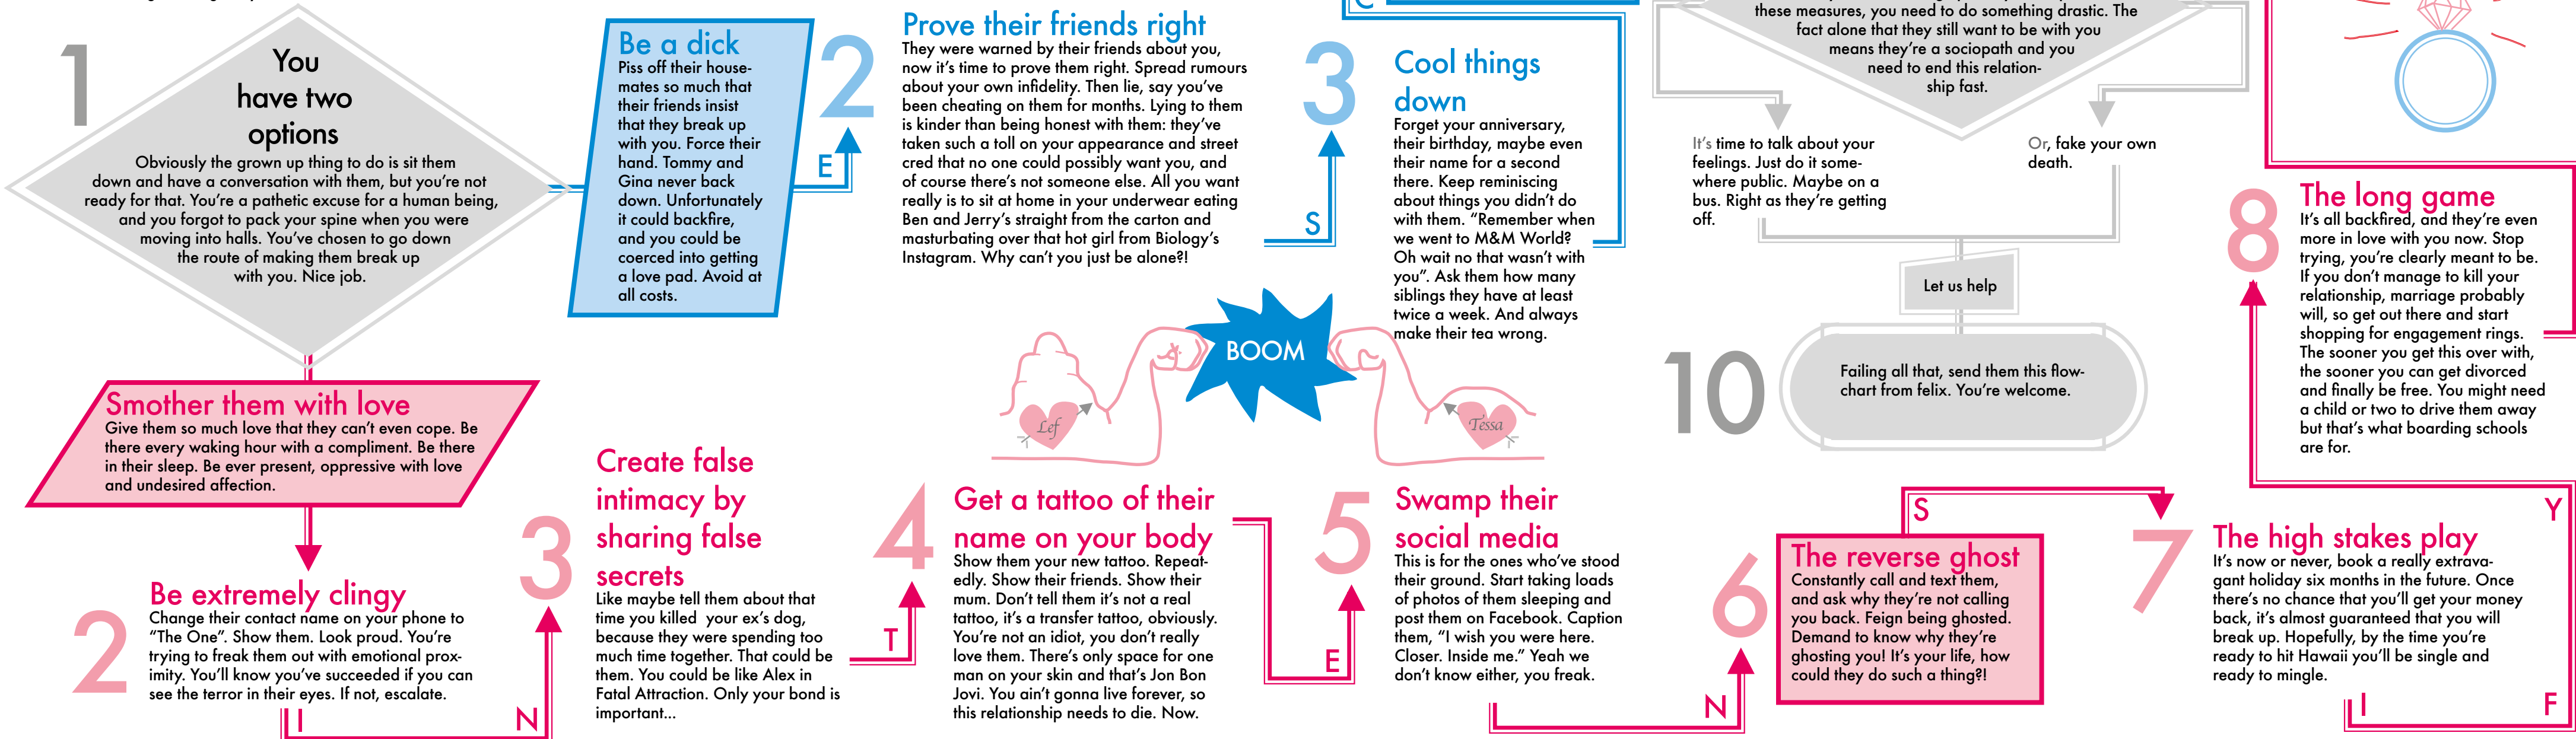 1
You
have two
options
Obviously the grown up thing to do is sit them
down and have a conversation with them, but you're not
ready for that. You're a pathetic excuse for a human being,
and you forgot to pack your spine when you were
moving into halls. You've chosen to go down
the route of making them break up
with you. Nice job.
Be a dick
Piss off their house-
mates so much that
their friends insist
that they break up
with you. Force their
hand. Tommy and
Gina never back
down. Unfortunately
it could backfire,
and you could be
coerced into getting
a love pad. Avoid at
all costs.
E
2
Prove their friends right
They were warned by their friends about you,
now it's time to prove them right. Spread rumours
about your own infidelity. Then lie, say you've
been cheating on them for months. Lying to them
is kinder than being honest with them: they've
taken such a toll on your appearance and street
cred that no one could possibly want you, and
of course there's not someone else. All you want
really is to sit at home in your underwear eating
Ben and Jerry's straight from the carton and
masturbating over that hot girl from Biology's
Instagram. Why can't you just be alone?!
S
3
Cool things
down
Forget your anniversary,
their birthday, maybe even
their name for a second
there. Keep reminiscing
about things you didn't do
with them. "Remember when
we went to M&M World?
Oh wait no that wasn't with
you". Ask them how many
siblings they have at least
twice a week. And always
make their tea wrong.
these measures, you need to do something drastic. The
fact alone that they still want to be with you
means they're a sociopath and you
need to end this relation-
ship fast.
It's time to talk about your
feelings. Just do it some-
where public. Maybe on a
bus. Right as they're getting
off.
Or, fake your own
death.
Let us help
10
Failing all that, send them this flow-
chart from felix. You're welcome.
BOOM
Lef
Tessa
Smother them with love
Give them so much love that they can't even cope. Be
there every waking hour with a compliment. Be there
in their sleep. Be ever present, oppressive with love
and undesired affection.
2
Be extremely clingy
Change their contact name on your phone to
"The One". Show them. Look proud. You're
trying to freak them out with emotional prox-
imity. You'll know you've succeeded if you can
see the terror in their eyes. If not, escalate.
I
N
3
Create false
intimacy by
sharing false
secrets
Like maybe tell them about that
time you killed  your ex's dog,
because they were spending too
much time together. That could be
them. You could be like Alex in
Fatal Attraction. Only your bond is
important...
T
4
Get a tattoo of their
name on your body
Show them your new tattoo. Repeat-
edly. Show their friends. Show their
mum. Don't tell them it's not a real
tattoo, it's a transfer tattoo, obviously.
You're not an idiot, you don't really
love them. There's only space for one
man on your skin and that's Jon Bon
Jovi. You ain't gonna live forever, so
this relationship needs to die. Now.
E
5
Swamp their
social media
This is for the ones who've stood
their ground. Start taking loads
of photos of them sleeping and
post them on Facebook. Caption
them, "I wish you were here.
Closer. Inside me." Yeah we
don't know either, you freak.
N
6
The reverse ghost
Constantly call and text them,
and ask why they're not calling
you back. Feign being ghosted.
Demand to know why they're
ghosting you! It's your life, how
could they do such a thing?!
S
7
The high stakes play
It's now or never, book a really extrava-
gant holiday six months in the future. Once
there's no chance that you'll get your money
back, it's almost guaranteed that you will
break up. Hopefully, by the time you're
ready to hit Hawaii you'll be single and
ready to mingle.
I
F
Y
8
The long game
It's all backfired, and they're even
more in love with you now. Stop
trying, you're clearly meant to be.
If you don't manage to kill your
relationship, marriage probably
will, so get out there and start
shopping for engagement rings.
The sooner you get this over with,
the sooner you can get divorced
and finally be free. You might need
a child or two to drive them away
but that's what boarding schools
are for.